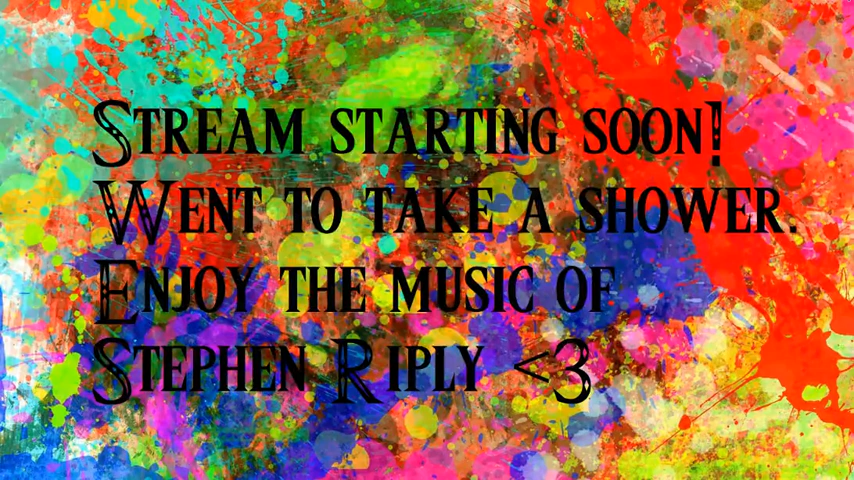 Stream starting soon!
Went to take a shower.
Enjoy the music of
Stephen Riply <3